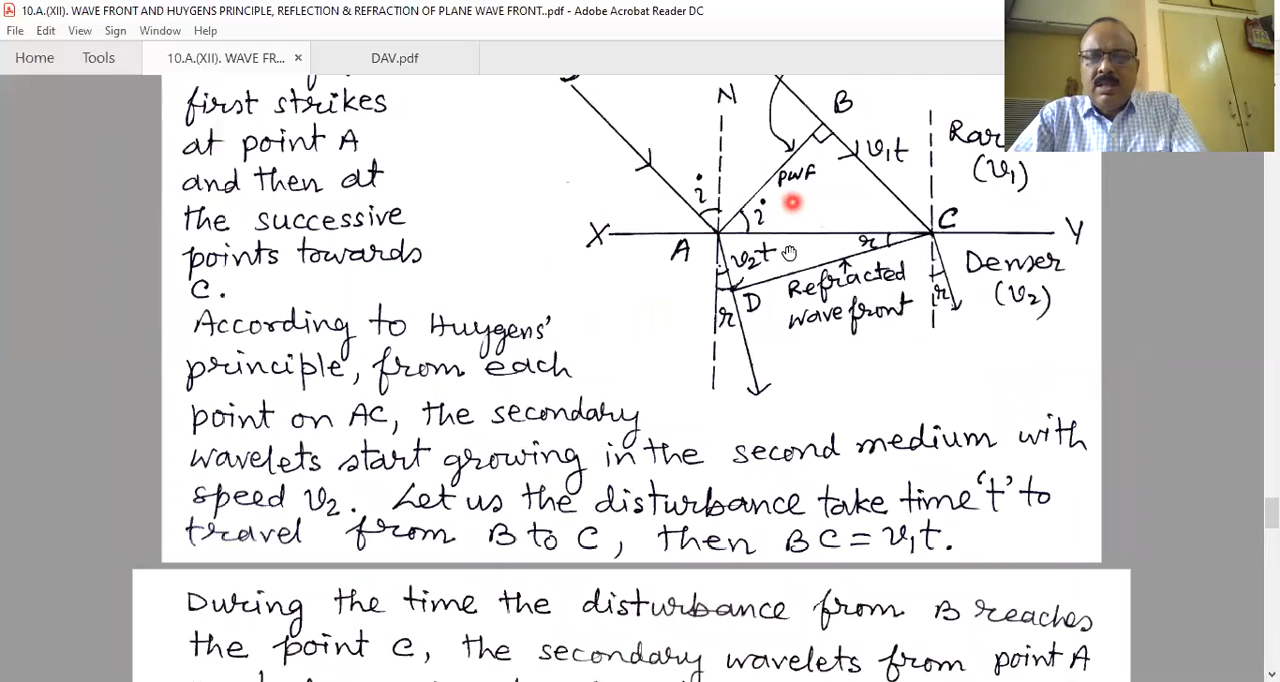 10.A.(XII). WAVE FRONT AND HUYGENS PRINCIPLE, REFLECTION & REFRACTION OF PLANE WAVE FRONT..pdf - Adobe Acrobat Reader DC
File Edit View Sign Window Help
Home Tools 10.A.(XII). WAVE FR... × DAV.pdf
first strikes
at point A
and then at
the successive
points towards
C.
According to Huygens'
principle, from each
point on AC, the secondary
wavelets start growing in the second medium with
speed v₂. Let us the disturbance take time 't' to
travel from B to C, then BC = v₁t.
During the time the disturbance from B reaches
the point C, the secondary wavelets from point A
N
B
v₁t
PWF
i
i
X
A
C
Y
(v₁)
v₂t
r
D
Refracted
wave front
r
r
Denser
(v₂)